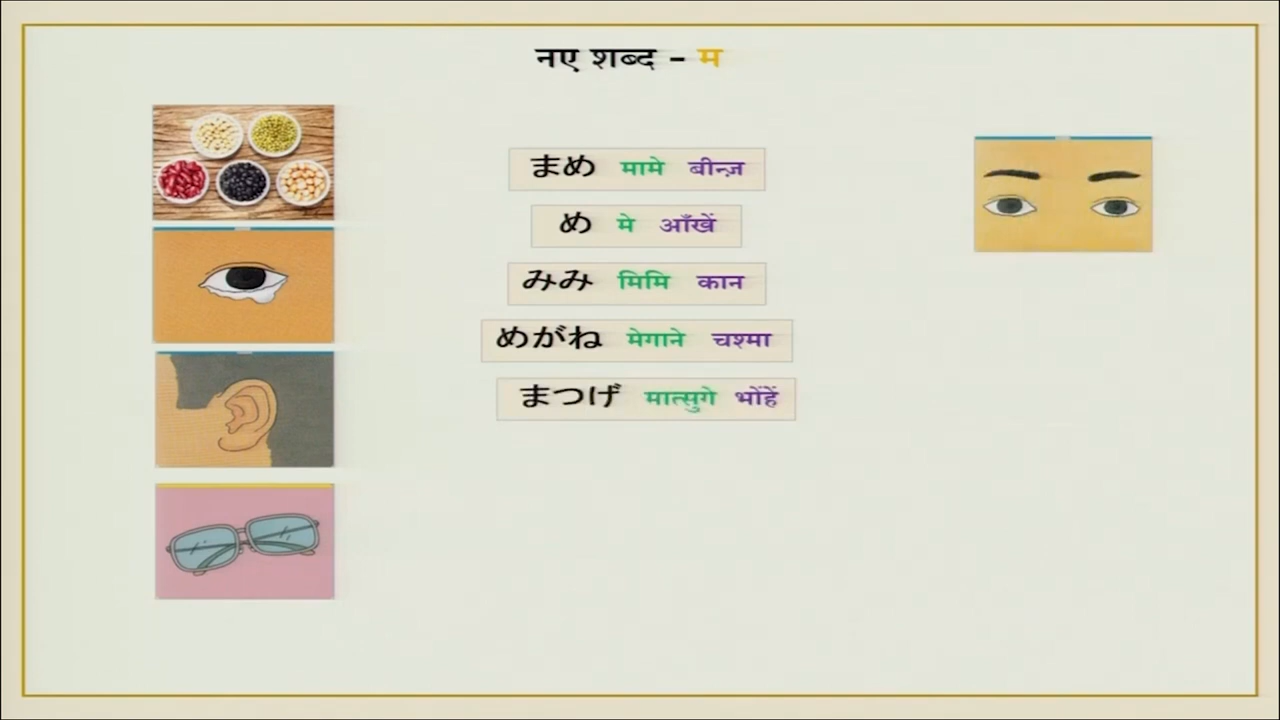 नए शब्द - म
まめ मामे बीन्ज़
め मे आँखें
みみ मिमि कान
めがね मेगाने चश्मा
まつげ मात्सुगे भोंहें